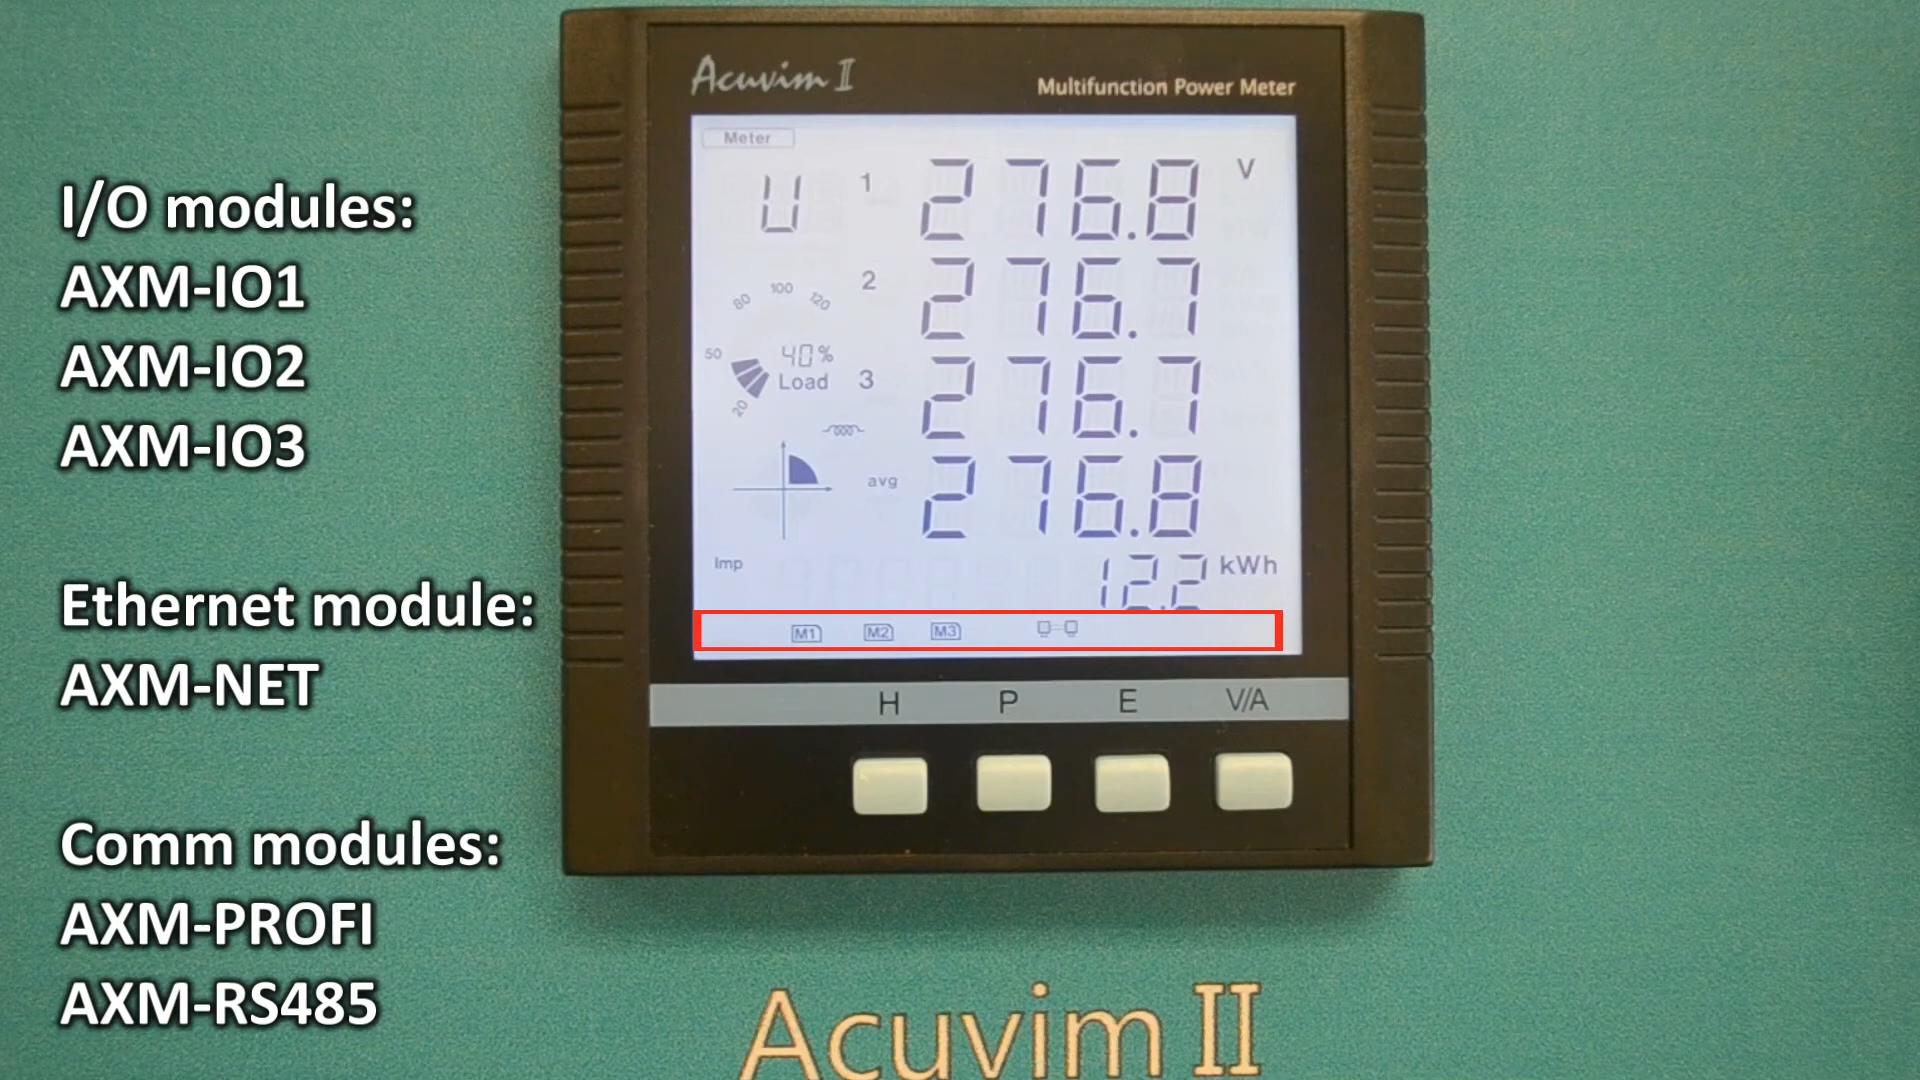 I/O modules:
AXM-IO1
AXM-IO2
AXM-IO3
Ethernet module:
AXM-NET
Comm modules:
AXM-PROFI
AXM-RS485
Acuvim II
Multifunction Power Meter
Meter
U
1 276.8 V
2 276.7
80 100 120
50 40%
Load
20
3 276.7
avg 276.8
Imp 12.2 kWh
M1 M2 M3
H P E V/A
Acuvim II